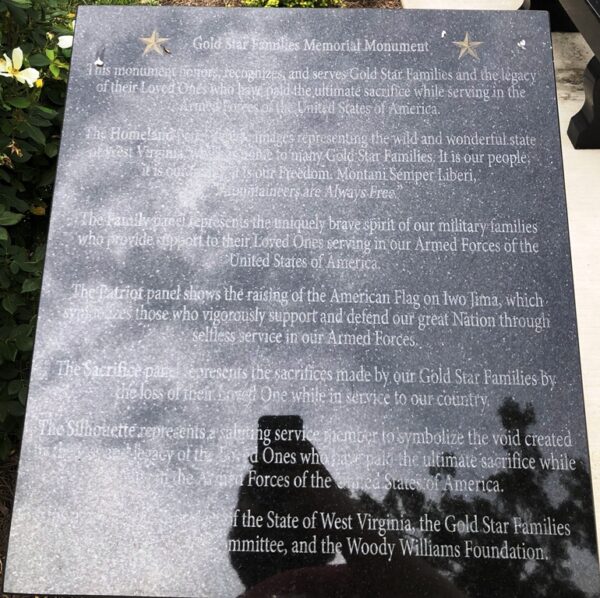 Gold Star Families Memorial Monument
This monument honors, recognizes, and serves Gold Star Families and the legacy
of their Loved Ones who have paid the ultimate sacrifice while serving in the
Armed Forces of the United States of America.
The Homeland images representing the wild and wonderful state
of West Virginia, home to many Gold Star Families. It is our people,
it is our it is our Freedom. Montani Semper Liberi,
"Mountaineers are Always Free."
The Family panel represents the uniquely brave spirit of our military families
who provide support to their Loved Ones serving in our Armed Forces of the
United States of America.
The Patriot panel shows the raising of the American Flag on Iwo Jima, which
symbolizes those who vigorously support and defend our great Nation through
selfless service in our Armed Forces.
The Sacrifice panel represents the sacrifices made by our Gold Star Families by
the loss of their Loved One while in service to our country.
The Silhouette represents a saluting service member to symbolize the void created
and legacy of the Loved Ones who have paid the ultimate sacrifice while
in the Armed Forces of the United States of America.
of the State of West Virginia, the Gold Star Families
and the Woody Williams Foundation.